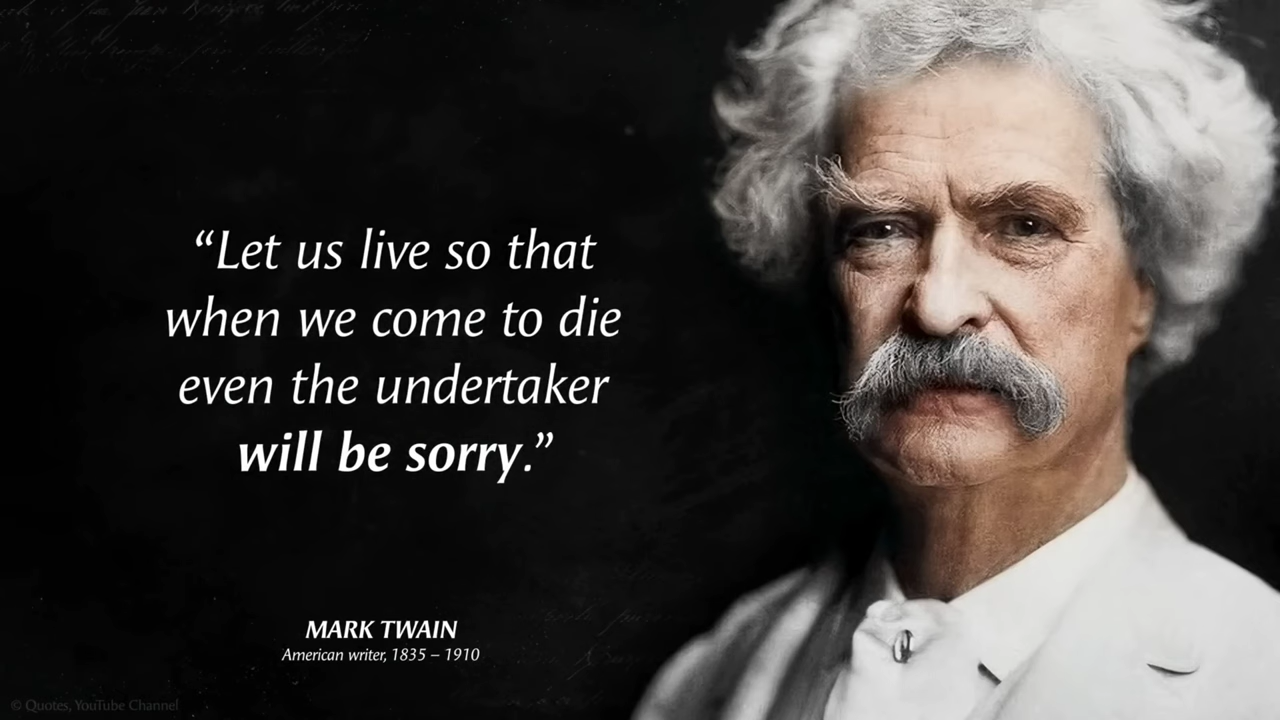 “Let us live so that
when we come to die
even the undertaker
will be sorry.”
MARK TWAIN
American writer, 1835 – 1910
© Quotes, YouTube Channel